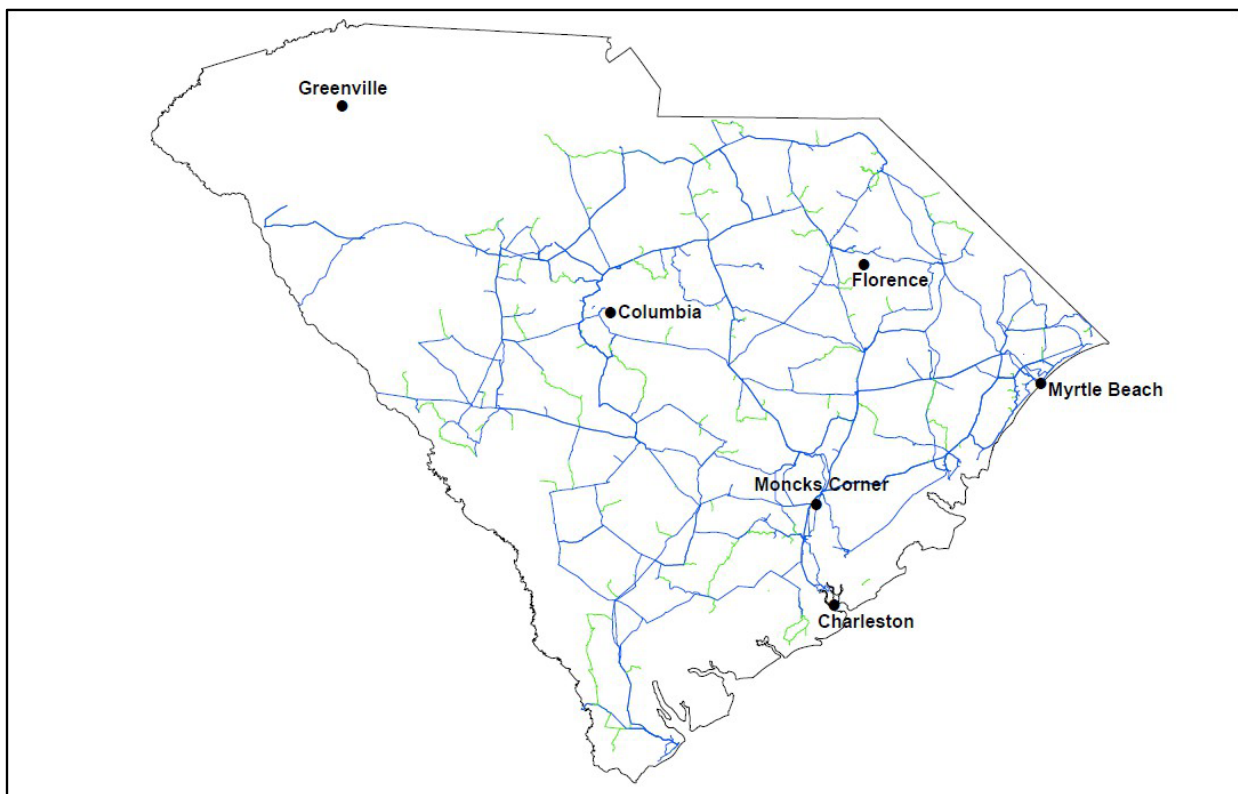 Greenville
Florence
Columbia
Myrtle Beach
Moncks Corner
Charleston